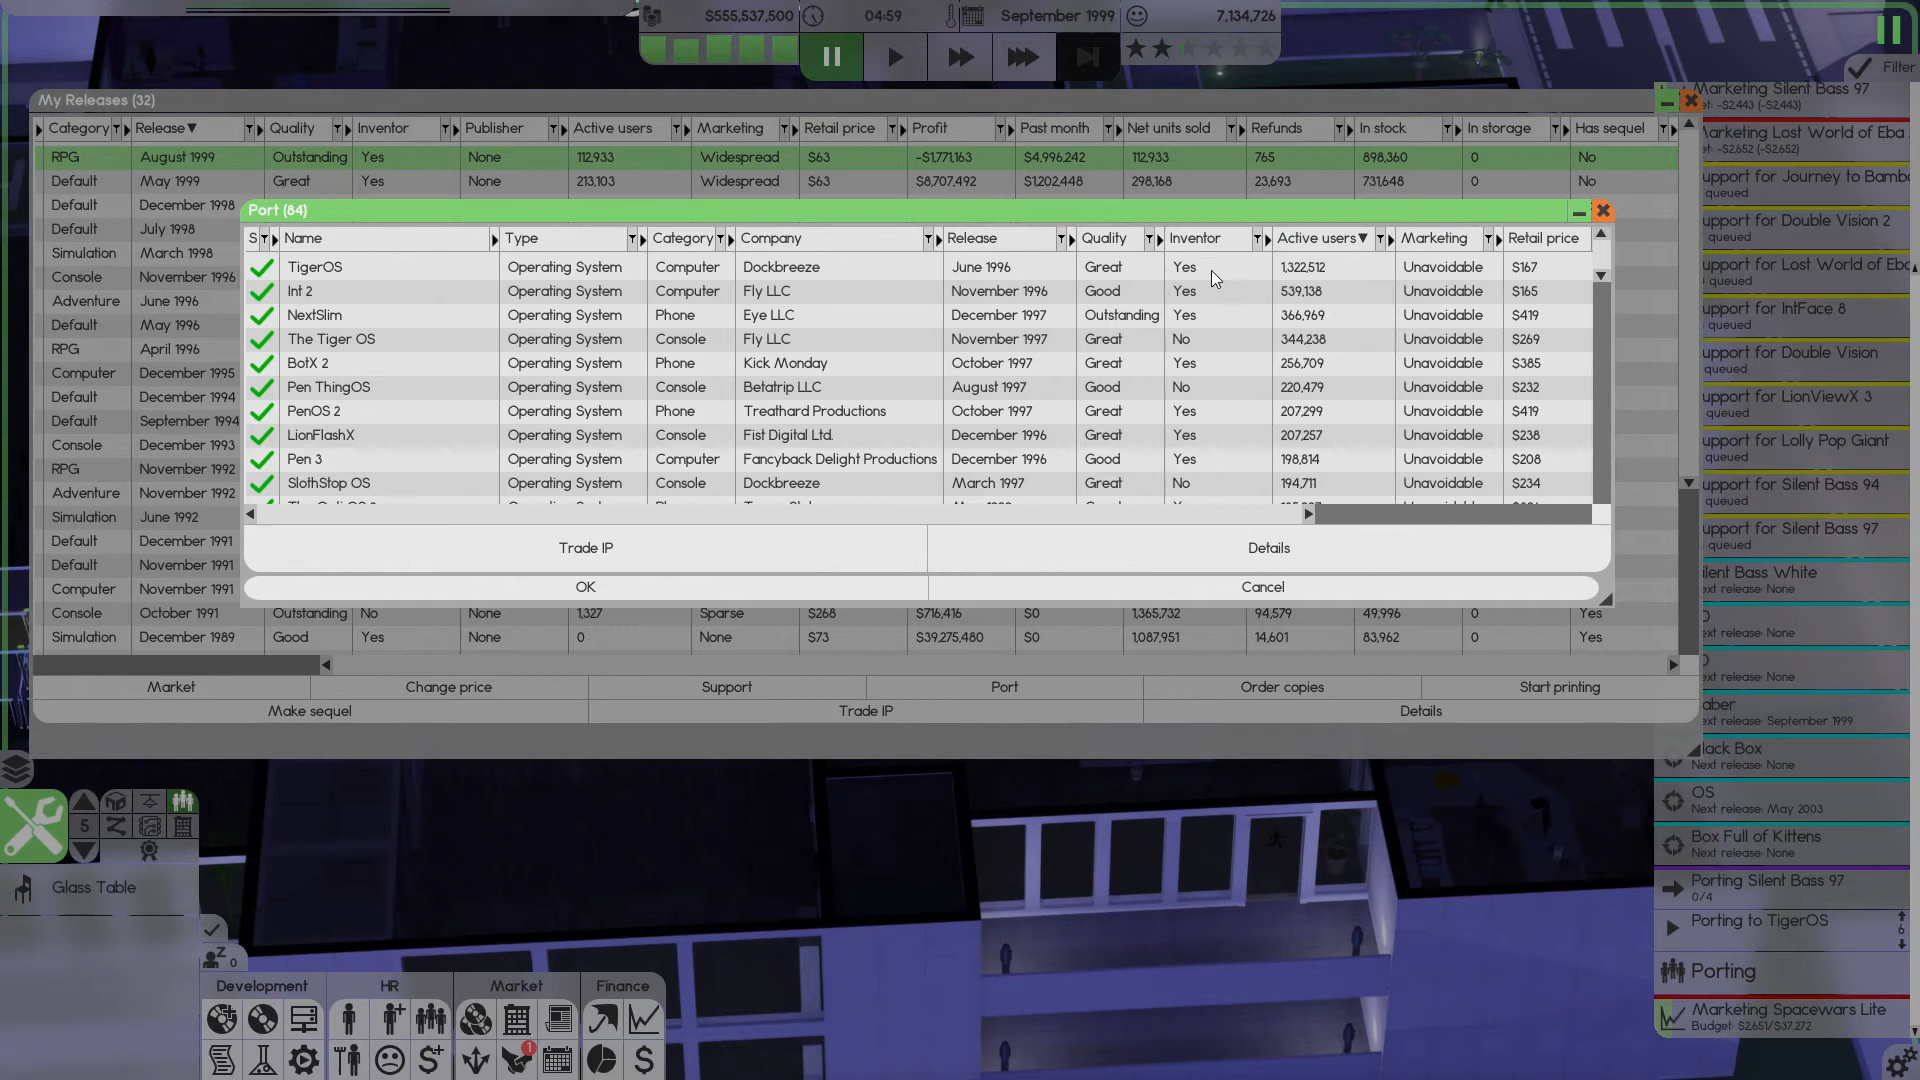 $555,537,500 04:59 September 1999 7,134,726
Filter
My Releases (32)
Category Release▼ Quality Inventor Publisher Active users Marketing Retail price Profit Past month Net units sold Refunds In stock In storage Has sequel
RPG August 1999 Outstanding Yes None 112,933 Widespread $63 -$1,771,163 $4,996,242 112,933 765 898,360 0 No
Default May 1999 Great Yes None 213,103 Widespread $63 $8,707,492 $1,202,448 298,168 23,693 731,648 0 No
Default December 1998
Default July 1998
Simulation March 1998
Console November 1996
Adventure June 1996
Default May 1996
RPG April 1996
Computer December 1995
Default December 1994
Default September 1994
Console December 1993
RPG November 1992
Adventure November 1992
Simulation June 1992
Default December 1991
Default November 1991
Computer November 1991
Console October 1991 Outstanding No None 1,327 Sparse $268 $716,416 $0 1,365,732 94,579 49,996 0 Yes
Simulation December 1989 Good Yes None 0 None $73 $39,275,480 $0 1,087,951 14,601 83,962 0 Yes
Market Change price Support Port Order copies Start printing
Make sequel Trade IP Details
Port (84)
S Name Type Category Company Release Quality Inventor Active users▼ Marketing Retail price
TigerOS Operating System Computer Dockbreeze June 1996 Great Yes 1,322,512 Unavoidable $167
Int 2 Operating System Computer Fly LLC November 1996 Good Yes 539,138 Unavoidable $165
NextSlim Operating System Phone Eye LLC December 1997 Outstanding Yes 366,969 Unavoidable $419
The Tiger OS Operating System Console Fly LLC November 1997 Great No 344,238 Unavoidable $269
BotX 2 Operating System Phone Kick Monday October 1997 Great Yes 256,709 Unavoidable $385
Pen ThingOS Operating System Console Betatrip LLC August 1997 Good No 220,479 Unavoidable $232
PenOS 2 Operating System Phone Treathard Productions October 1997 Great Yes 207,299 Unavoidable $419
LionFlashX Operating System Console Fist Digital Ltd. December 1996 Great Yes 207,257 Unavoidable $238
Pen 3 Operating System Computer Fancyback Delight Productions December 1996 Good Yes 198,814 Unavoidable $208
SlothStop OS Operating System Console Dockbreeze March 1997 Great No 194,711 Unavoidable $234
Trade IP Details
OK Cancel
Marketing Silent Bass 97
et: -$2,443 (-$2,443)
Marketing Lost World of Eba
et: -$2,652 (-$2,652)
upport for Journey to Bamb
queued
upport for Double Vision 2
queued
upport for Lost World of Eb
queued
upport for IntFace 8
queued
upport for Double Vision
queued
upport for LionViewX 3
queued
upport for Lolly Pop Giant
queued
upport for Silent Bass 94
queued
upport for Silent Bass 97
queued
ilent Bass White
ext release: None
ext release: None
ext release: None
aber
ext release: September 1999
lack Box
Next release: None
OS
Next release: May 2003
Box Full of Kittens
Next release: None
Porting Silent Bass 97
0/4
Porting to TigerOS
6
Porting
Marketing Spacewars Lite
Budget: $2,651/$37,272
5
Glass Table
0
Development HR Market Finance
1